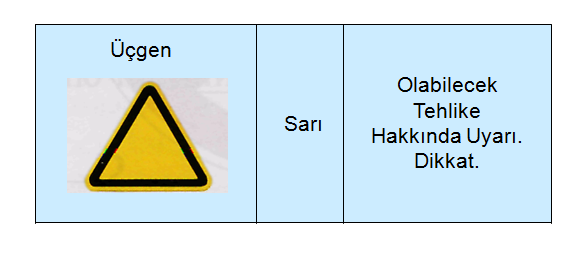 Üçgen
Sarı
Olabilecek
Tehlike
Hakkında Uyarı.
Dikkat.